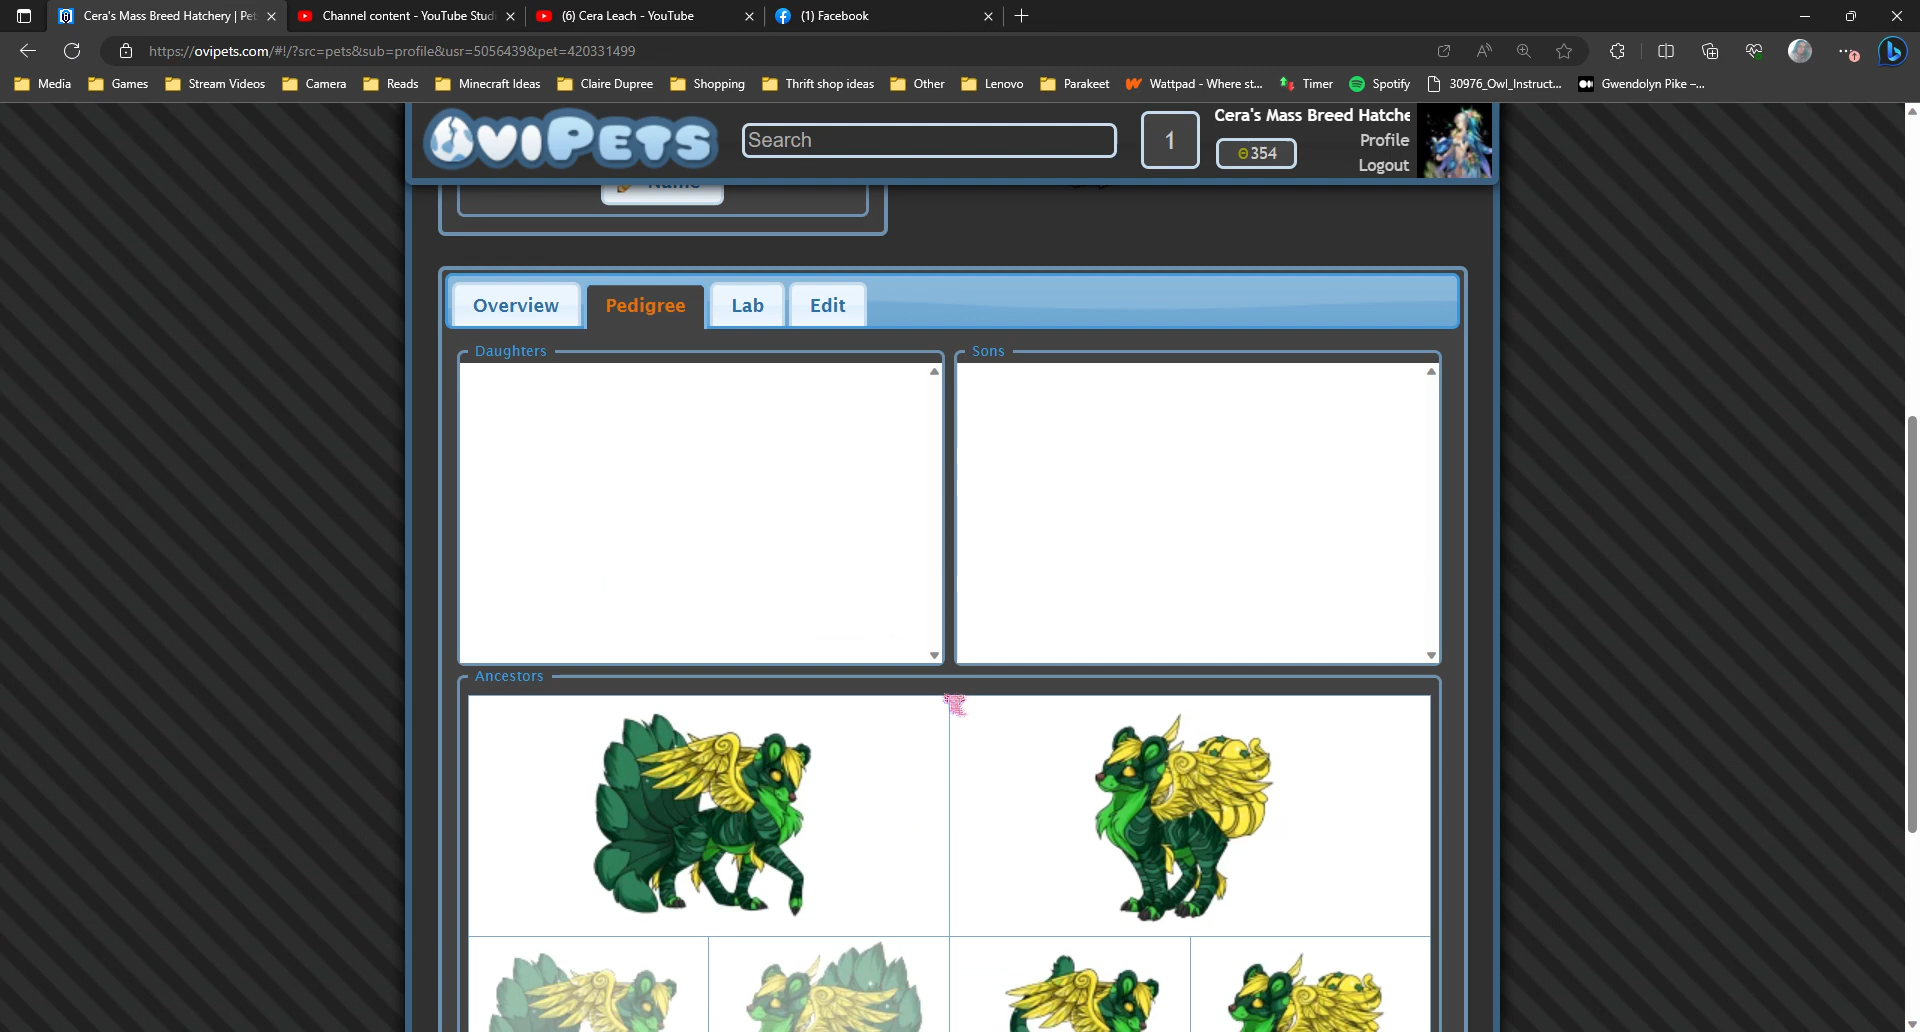 Cera's Mass Breed Hatchery | Pet
Channel content - YouTube Studi
(6) Cera Leach - YouTube
(1) Facebook
https://ovipets.com/#!/?src=pets&sub=profile&usr=5056439&pet=420331499
Media
Games
Stream Videos
Camera
Reads
Minecraft Ideas
Claire Dupree
Shopping
Thrift shop ideas
Other
Lenovo
Parakeet
Wattpad - Where st...
Timer
Spotify
30976_Owl_Instruct...
Gwendolyn Pike –...
OviPets
Search
1
Cera's Mass Breed Hatche
354
Profile
Logout
Name
Overview
Pedigree
Lab
Edit
Daughters
Sons
Ancestors